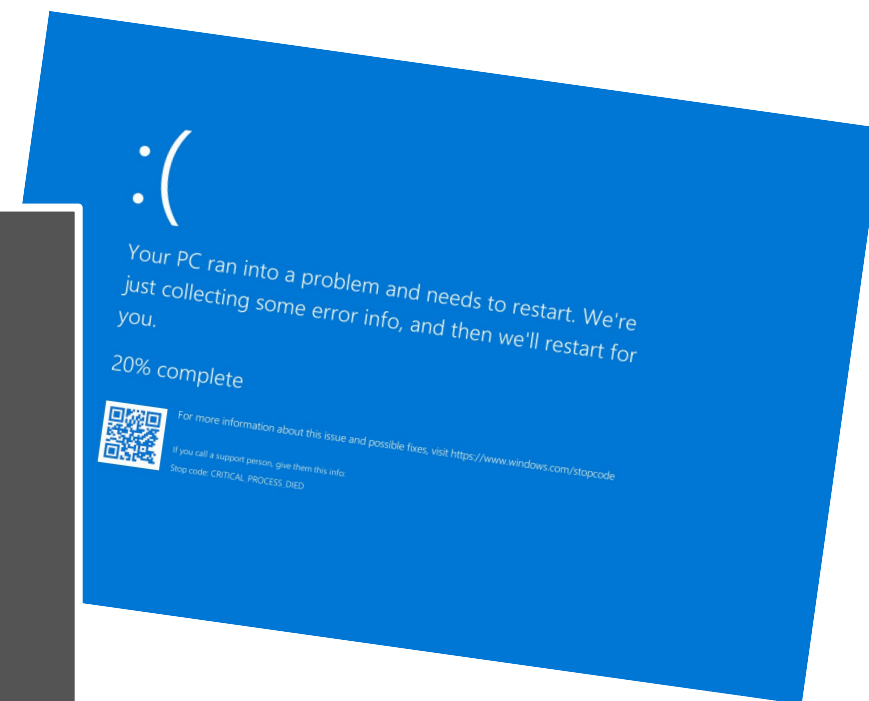 :(
Your PC ran into a problem and needs to restart. We're
just collecting some error info, and then we'll restart for
you.
20% complete
For more information about this issue and possible fixes, visit https://www.windows.com/stopcode
If you call a support person, give them this info:
Stop code: CRITICAL_PROCESS_DIED